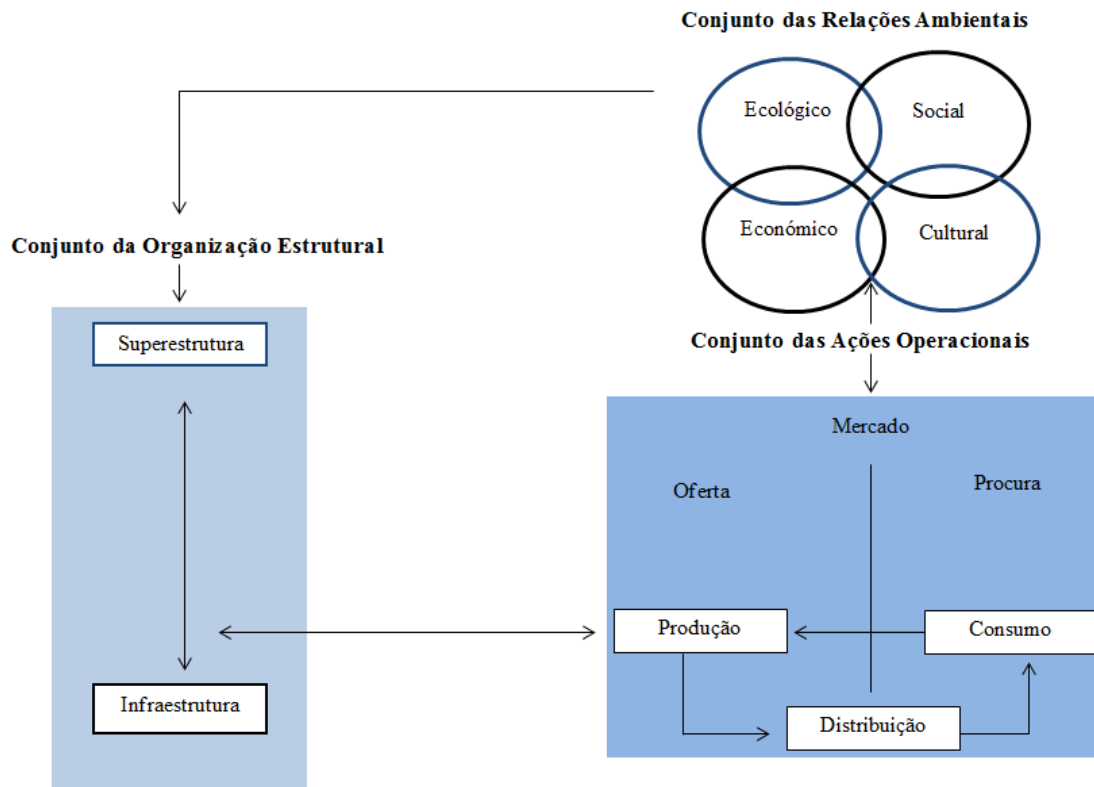 Conjunto das Relações Ambientais
Ecológico
Social
Económico
Cultural
Conjunto da Organização Estrutural
Superestrutura
Infraestrutura
Conjunto das Ações Operacionais
Mercado
Oferta
Procura
Produção
Consumo
Distribuição